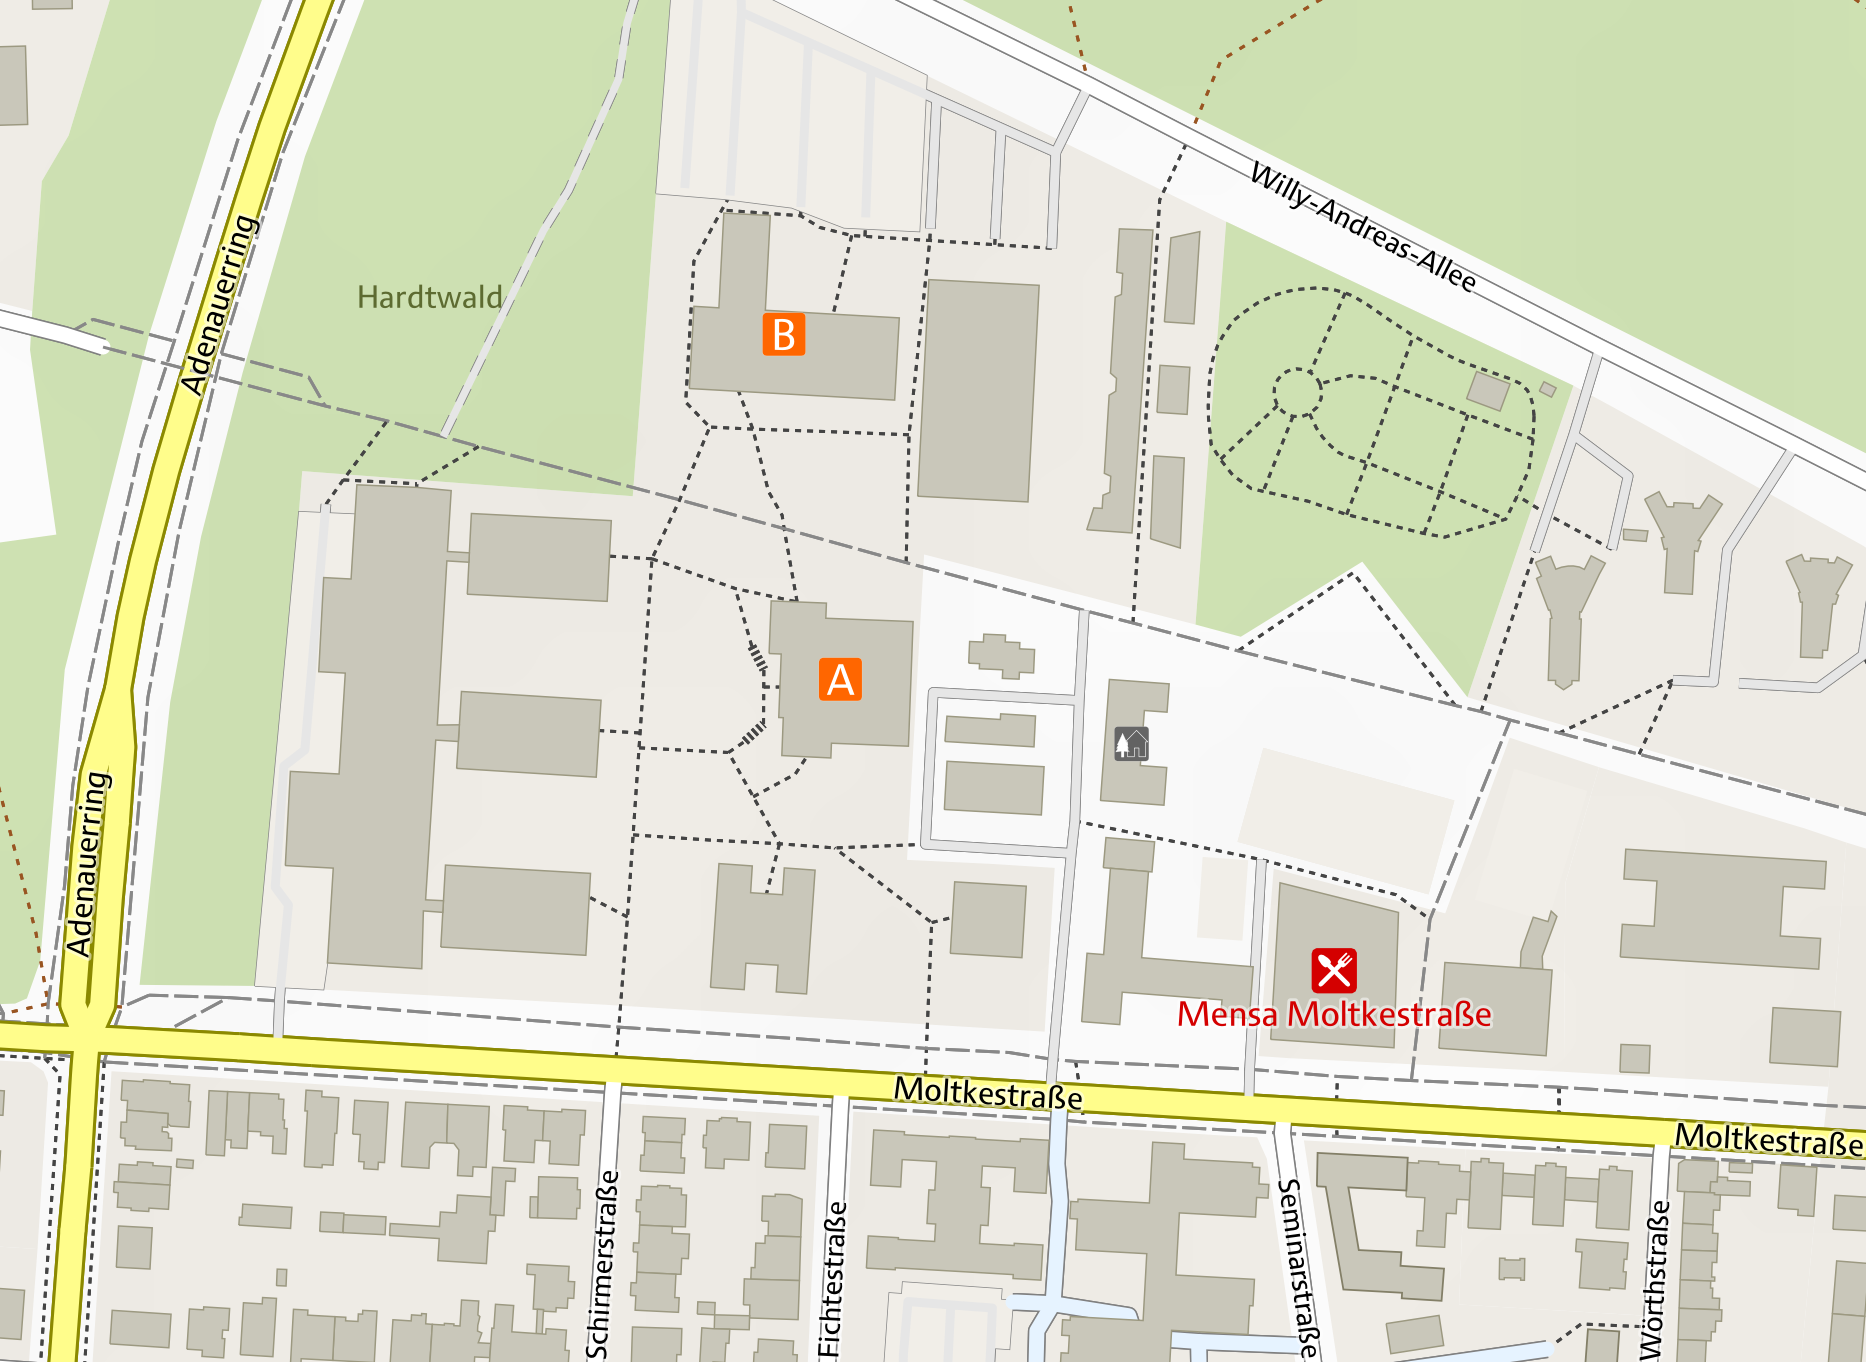 Willy-Andreas-Allee
Adenauerring
Hardtwald
B
A
Adenauerring
Mensa Moltkestraße
Moltkestraße
Moltkestraße
Schirmerstraße
Fichtestraße
Seminarstraße
Wörthstraße